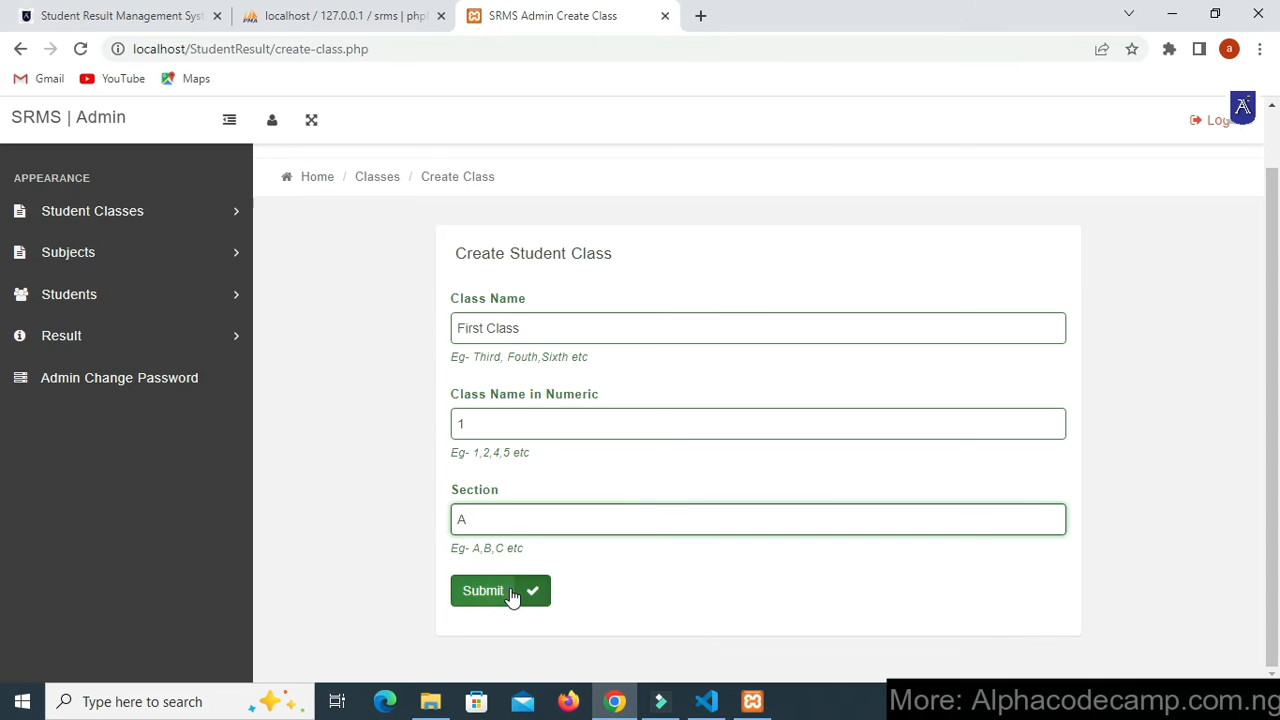 Student Result Management Syst
localhost / 127.0.0.1 / srms | php
SRMS Admin Create Class
localhost/StudentResult/create-class.php
a
Gmail
YouTube
Maps
SRMS | Admin
Log
A
APPEARANCE
Student Classes
Subjects
Students
Result
Admin Change Password
Home / Classes / Create Class
Create Student Class
Class Name
First Class
Eg- Third, Fouth,Sixth etc
Class Name in Numeric
1
Eg- 1,2,4,5 etc
Section
A
Eg- A,B,C etc
Submit
Type here to search
More: Alphacodecamp.com.ng